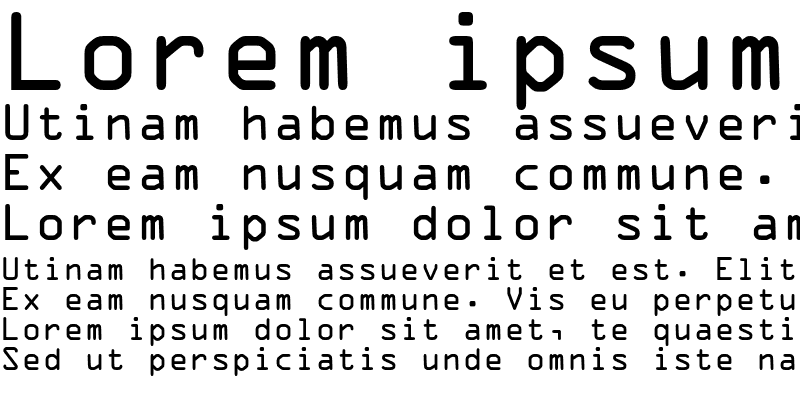 Lorem ipsum
Utinam habemus assueveri
Ex eam nusquam commune.
Lorem ipsum dolor sit am
Utinam habemus assueverit et est. Elit
Ex eam nusquam commune. Vis eu perpetu
Lorem ipsum dolor sit amet, te quaesti
Sed ut perspiciatis unde omnis iste na